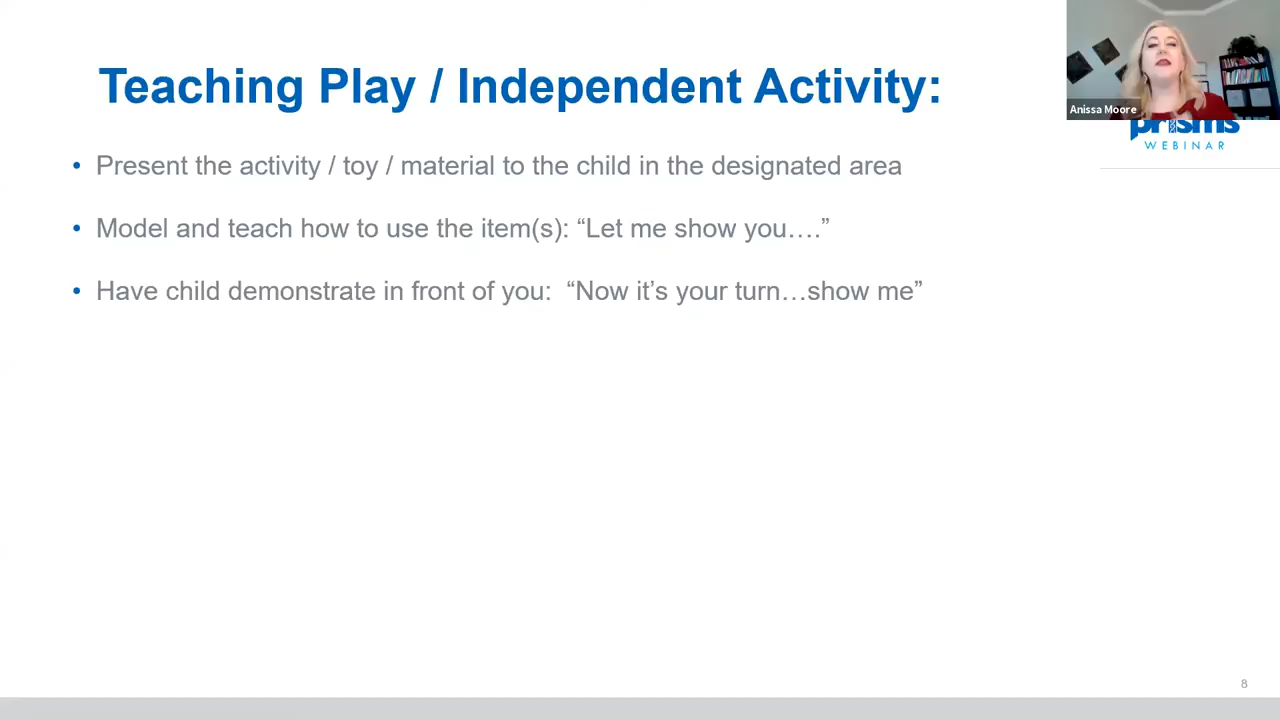 Teaching Play / Independent Activity:
Anissa Moore
prisms
WEBINAR
• Present the activity / toy / material to the child in the designated area
• Model and teach how to use the item(s): “Let me show you….”
• Have child demonstrate in front of you:  “Now it’s your turn…show me”
8